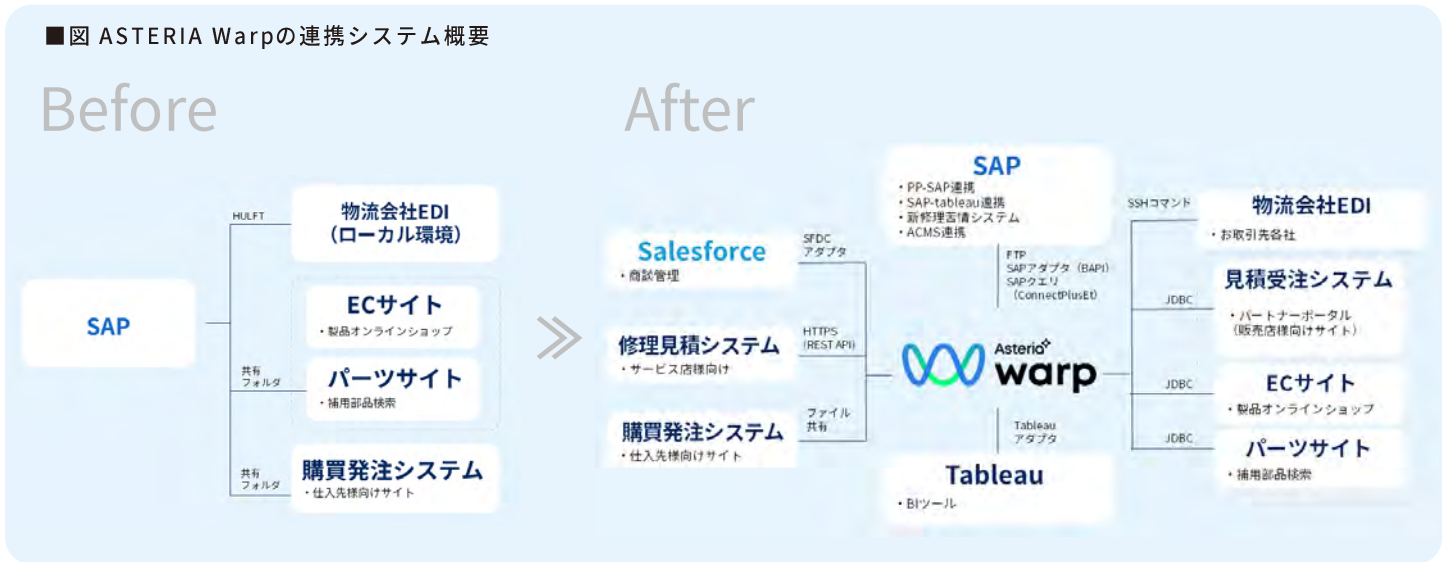 ■図 ASTERIA Warpの連携システム概要
Before
SAP
HULFT
物流会社EDI
（ローカル環境）
共有
フォルダ
ECサイト
・製品オンラインショップ
パーツサイト
・補用部品検索
共有
フォルダ
購買発注システム
・仕入先様向けサイト
After
Salesforce
・商談管理
SFDC
アダプタ
修理見積システム
・サービス店様向け
HTTPS
(REST API)
購買発注システム
・仕入先様向けサイト
ファイル
共有
SAP
・PP-SAP連携
・SAP-tableau連携
・新修理苦情システム
・ACMS連携
FTP
SAPアダプタ（BAPI）
SAPクエリ
（ConnectPlusEt）
Asteria
warp
Tableau
アダプタ
Tableau
・BIツール
SSHコマンド
物流会社EDI
・お取引先各社
JDBC
見積受注システム
・パートナーポータル
（販売店様向けサイト）
JDBC
ECサイト
・製品オンラインショップ
JDBC
パーツサイト
・補用部品検索